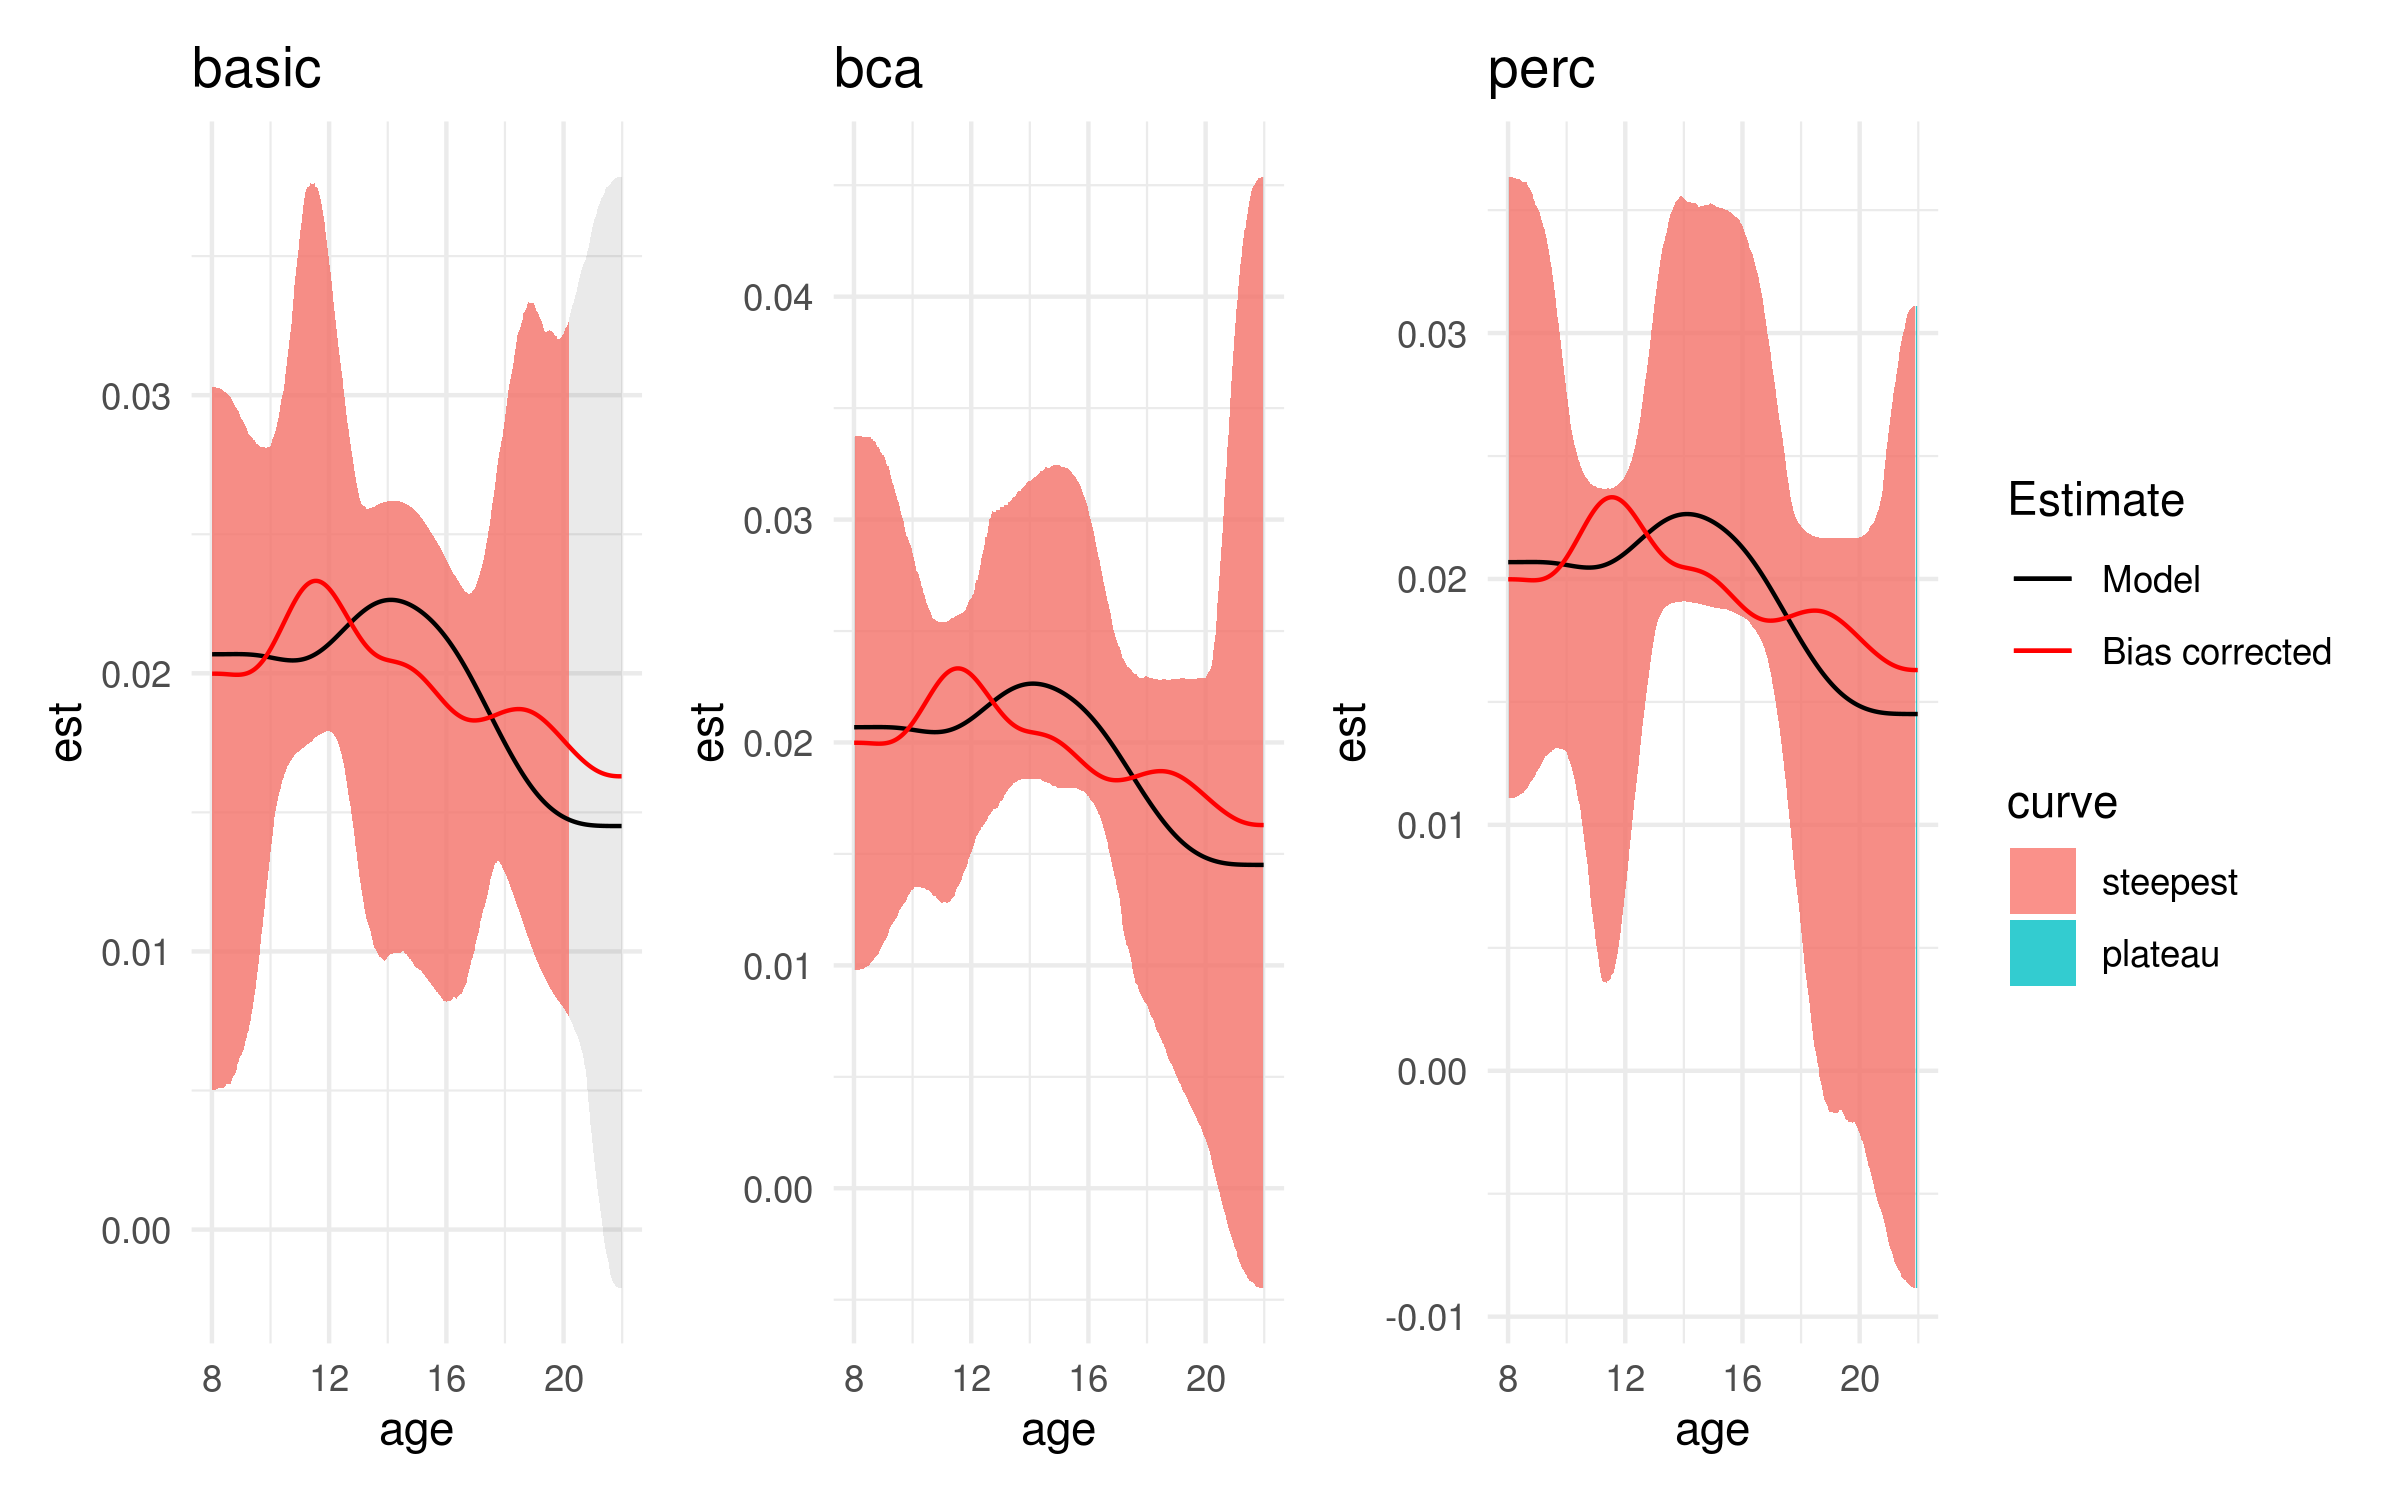 basic
est
0.03
0.02
0.01
0.00
8 12 16 20
age
bca
est
0.04
0.03
0.02
0.01
0.00
8 12 16 20
age
perc
est
0.03
0.02
0.01
0.00
-0.01
8 12 16 20
age
Estimate
Model
Bias corrected
curve
steepest
plateau